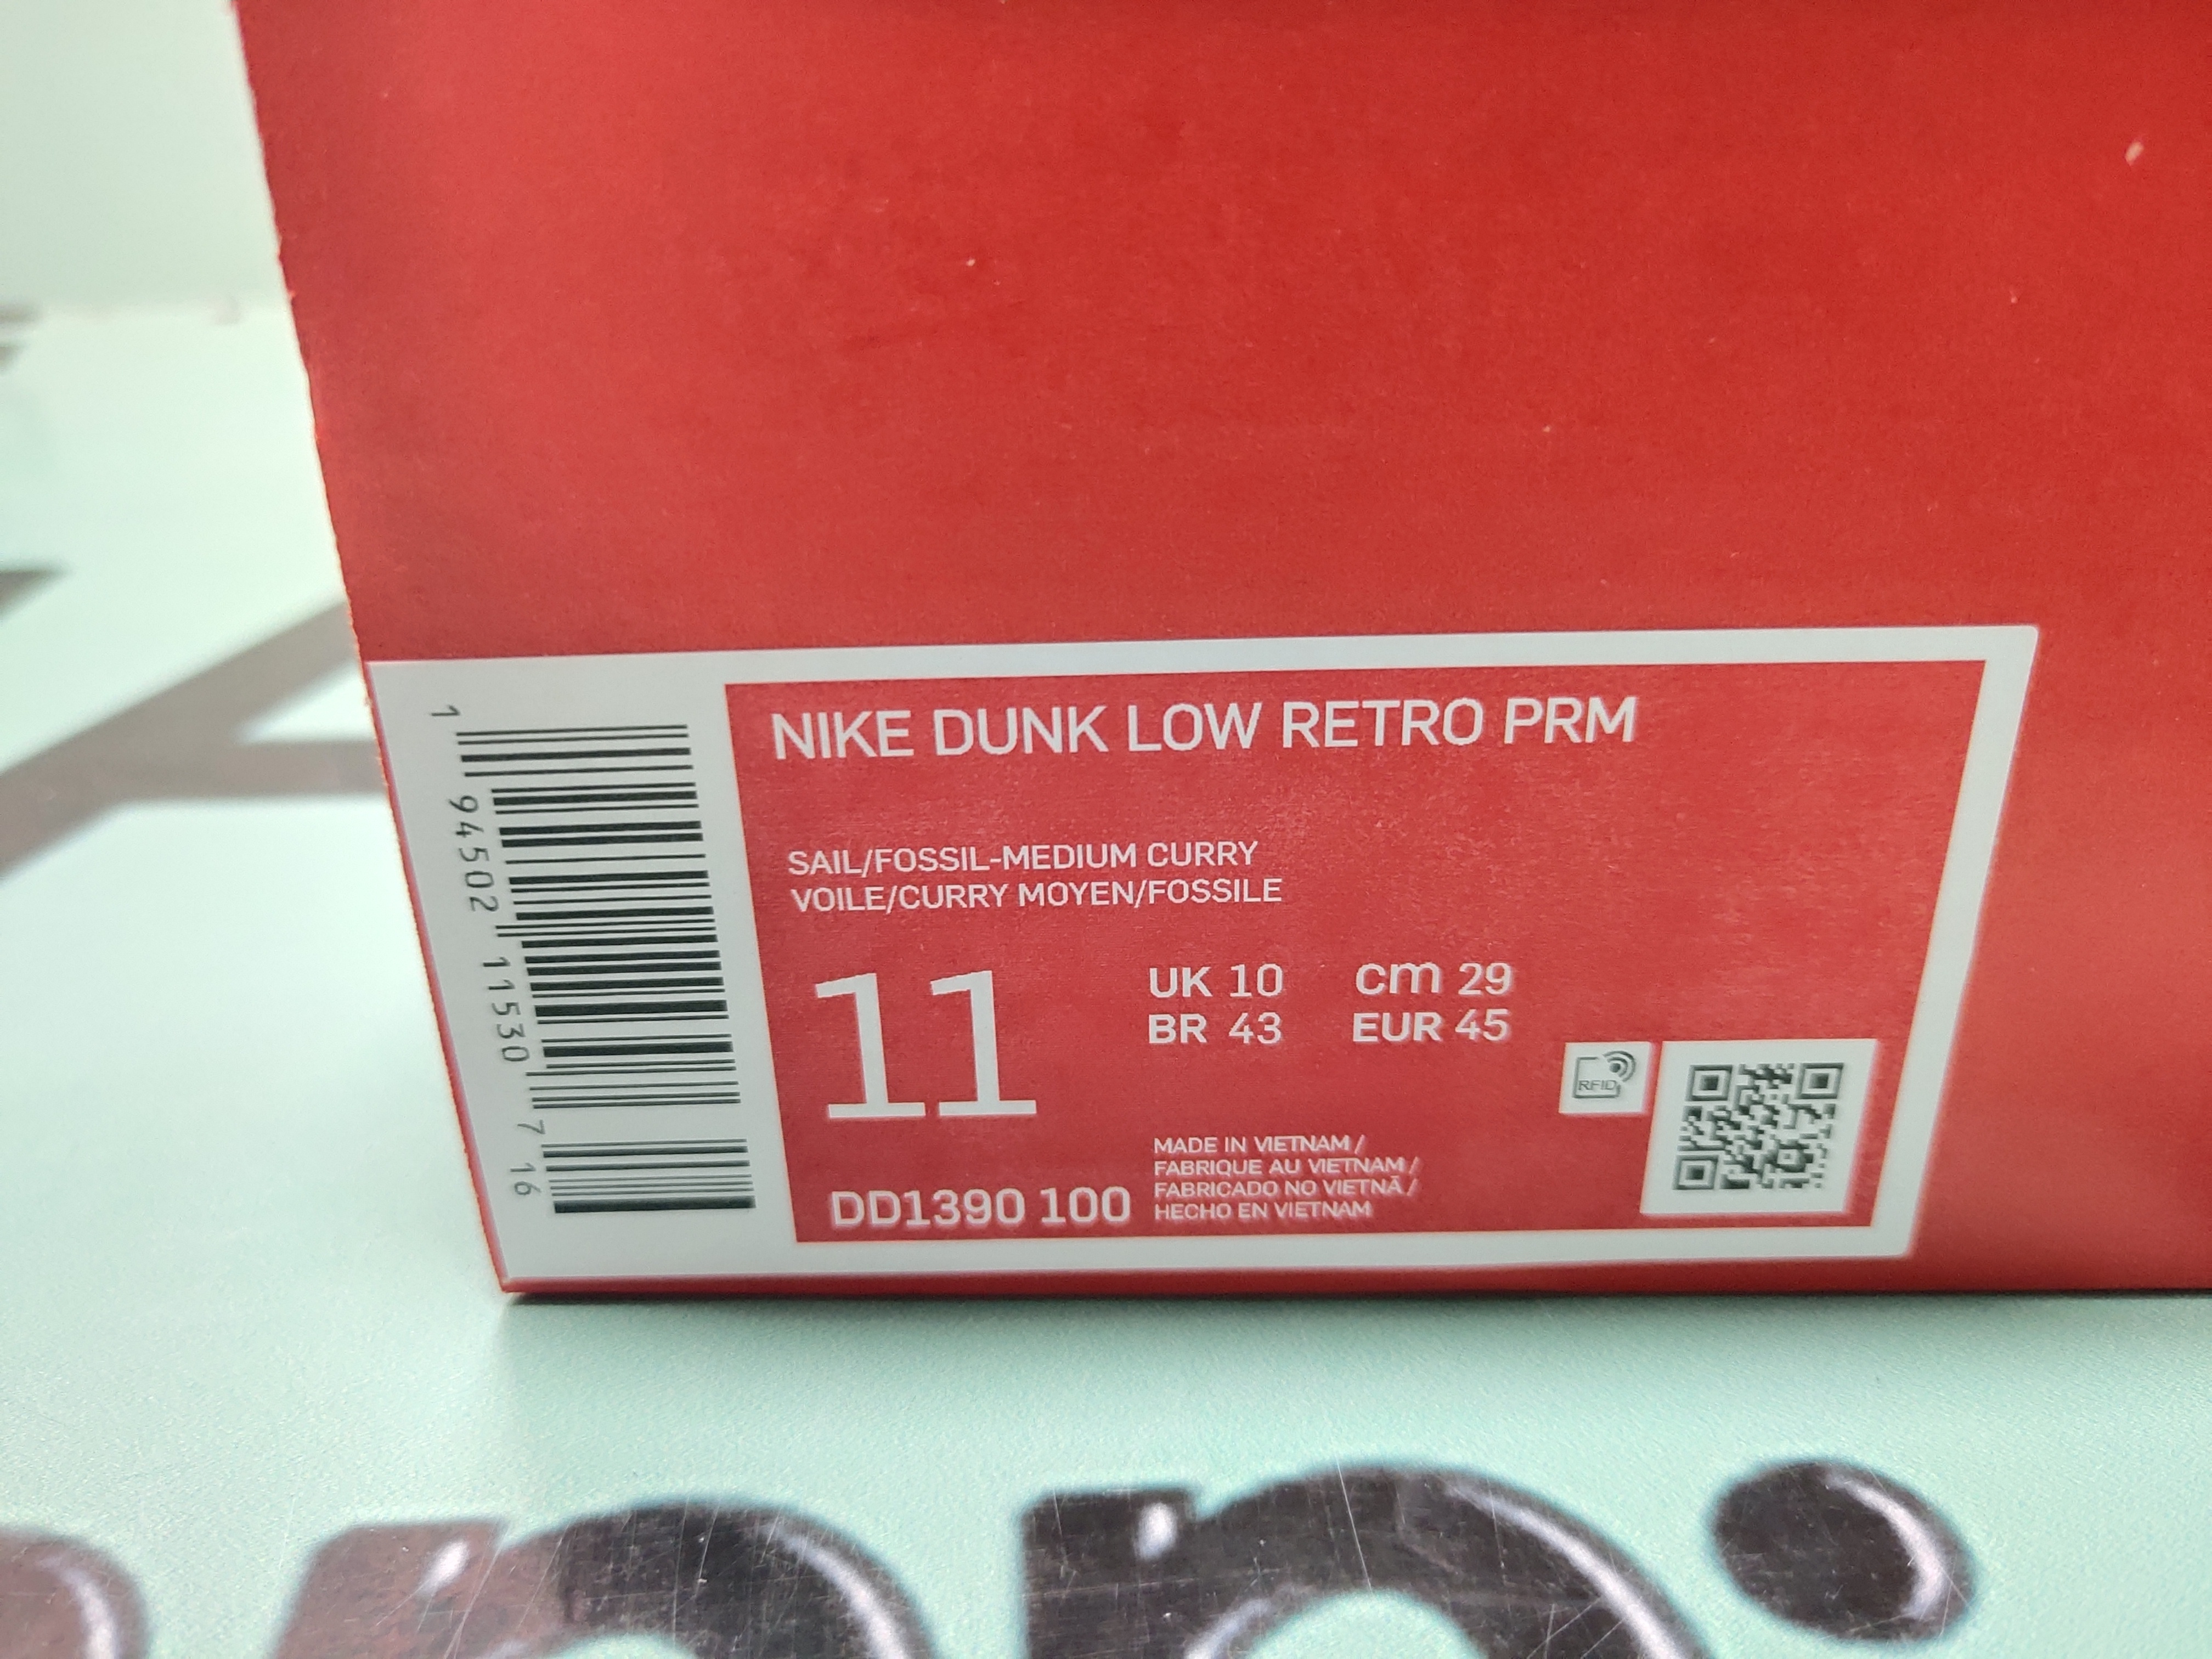 1 94502 11530 7 16
NIKE DUNK LOW RETRO PRM
SAIL/FOSSIL-MEDIUM CURRY
VOILE/CURRY MOYEN/FOSSILE
11
UK 10 cm 29
BR 43 EUR 45
RFID
DD1390 100
MADE IN VIETNAM /
FABRIQUE AU VIETNAM /
FABRICADO NO VIETNÃ /
HECHO EN VIETNAM